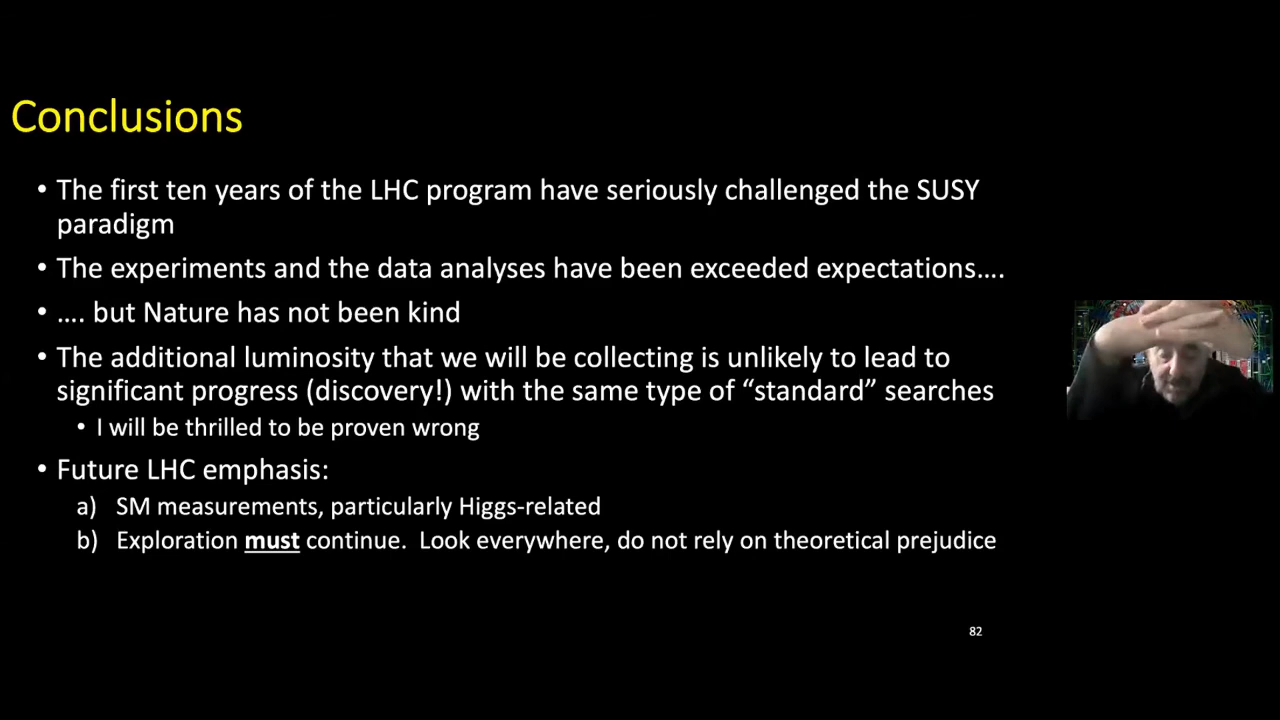 Conclusions
• The first ten years of the LHC program have seriously challenged the SUSY
paradigm
• The experiments and the data analyses have been exceeded expectations....
• .... but Nature has not been kind
• The additional luminosity that we will be collecting is unlikely to lead to
significant progress (discovery!) with the same type of “standard” searches
• I will be thrilled to be proven wrong
• Future LHC emphasis:
a) SM measurements, particularly Higgs-related
b) Exploration must continue. Look everywhere, do not rely on theoretical prejudice
82